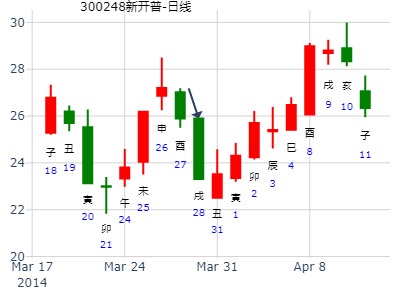 300248新开普-日线
30
28
26
24
22
20
子
18
丑
19
寅
20
卯
21
午
24
未
25
申
26
酉
27
戌
28
丑
31
寅
1
卯
2
辰
3
巳
4
酉
8
戌
9
亥
10
子
11
Mar 17
2014
Mar 24
Mar 31
Apr 8